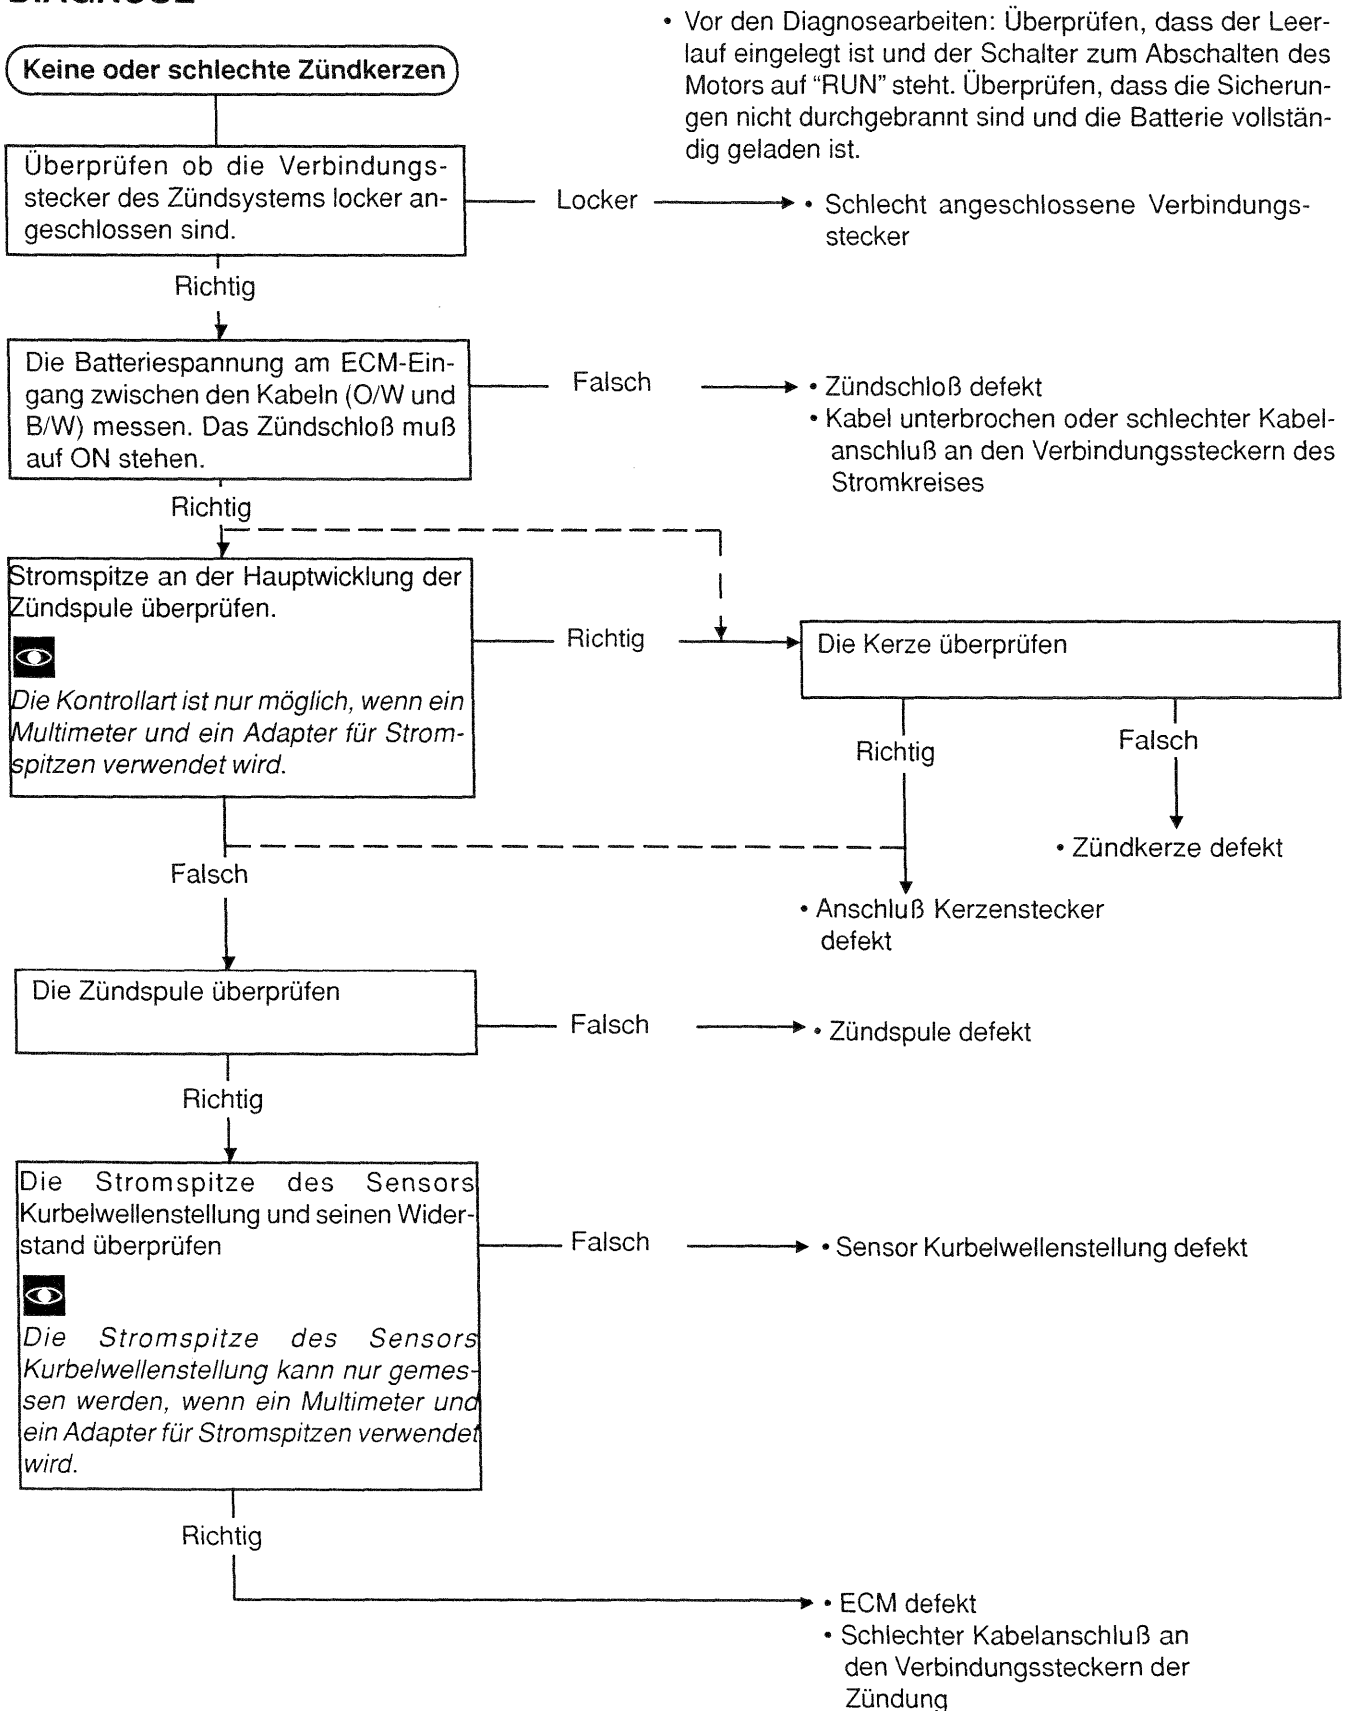 • Vor den Diagnosearbeiten: Überprüfen, dass der Leer-
lauf eingelegt ist und der Schalter zum Abschalten des
Motors auf “RUN” steht. Überprüfen, dass die Sicherun-
gen nicht durchgebrannt sind und die Batterie vollstän-
dig geladen ist.
Keine oder schlechte Zündkerzen
Überprüfen ob die Verbindungs-
stecker des Zündsystems locker an-
geschlossen sind.
Locker
• Schlecht angeschlossene Verbindungs-
stecker
Richtig
Die Batteriespannung am ECM-Ein-
gang zwischen den Kabeln (O/W und
B/W) messen. Das Zündschloß muß
auf ON stehen.
Falsch
• Zündschloß defekt
• Kabel unterbrochen oder schlechter Kabel-
anschluß an den Verbindungssteckern des
Stromkreises
Richtig
Stromspitze an der Hauptwicklung der
Zündspule überprüfen.
Die Kontrollart ist nur möglich, wenn ein
Multimeter und ein Adapter für Strom-
spitzen verwendet wird.
Richtig
Die Kerze überprüfen
Richtig
Falsch
• Zündkerze defekt
• Anschluß Kerzenstecker
defekt
Falsch
Die Zündspule überprüfen
Falsch
• Zündspule defekt
Richtig
Die Stromspitze des Sensors
Kurbelwellenstellung und seinen Wider-
stand überprüfen
Die Stromspitze des Sensors
Kurbelwellenstellung kann nur gemes-
sen werden, wenn ein Multimeter und
ein Adapter für Stromspitzen verwendet
wird.
Falsch
• Sensor Kurbelwellenstellung defekt
Richtig
• ECM defekt
• Schlechter Kabelanschluß an
den Verbindungssteckern der
Zündung